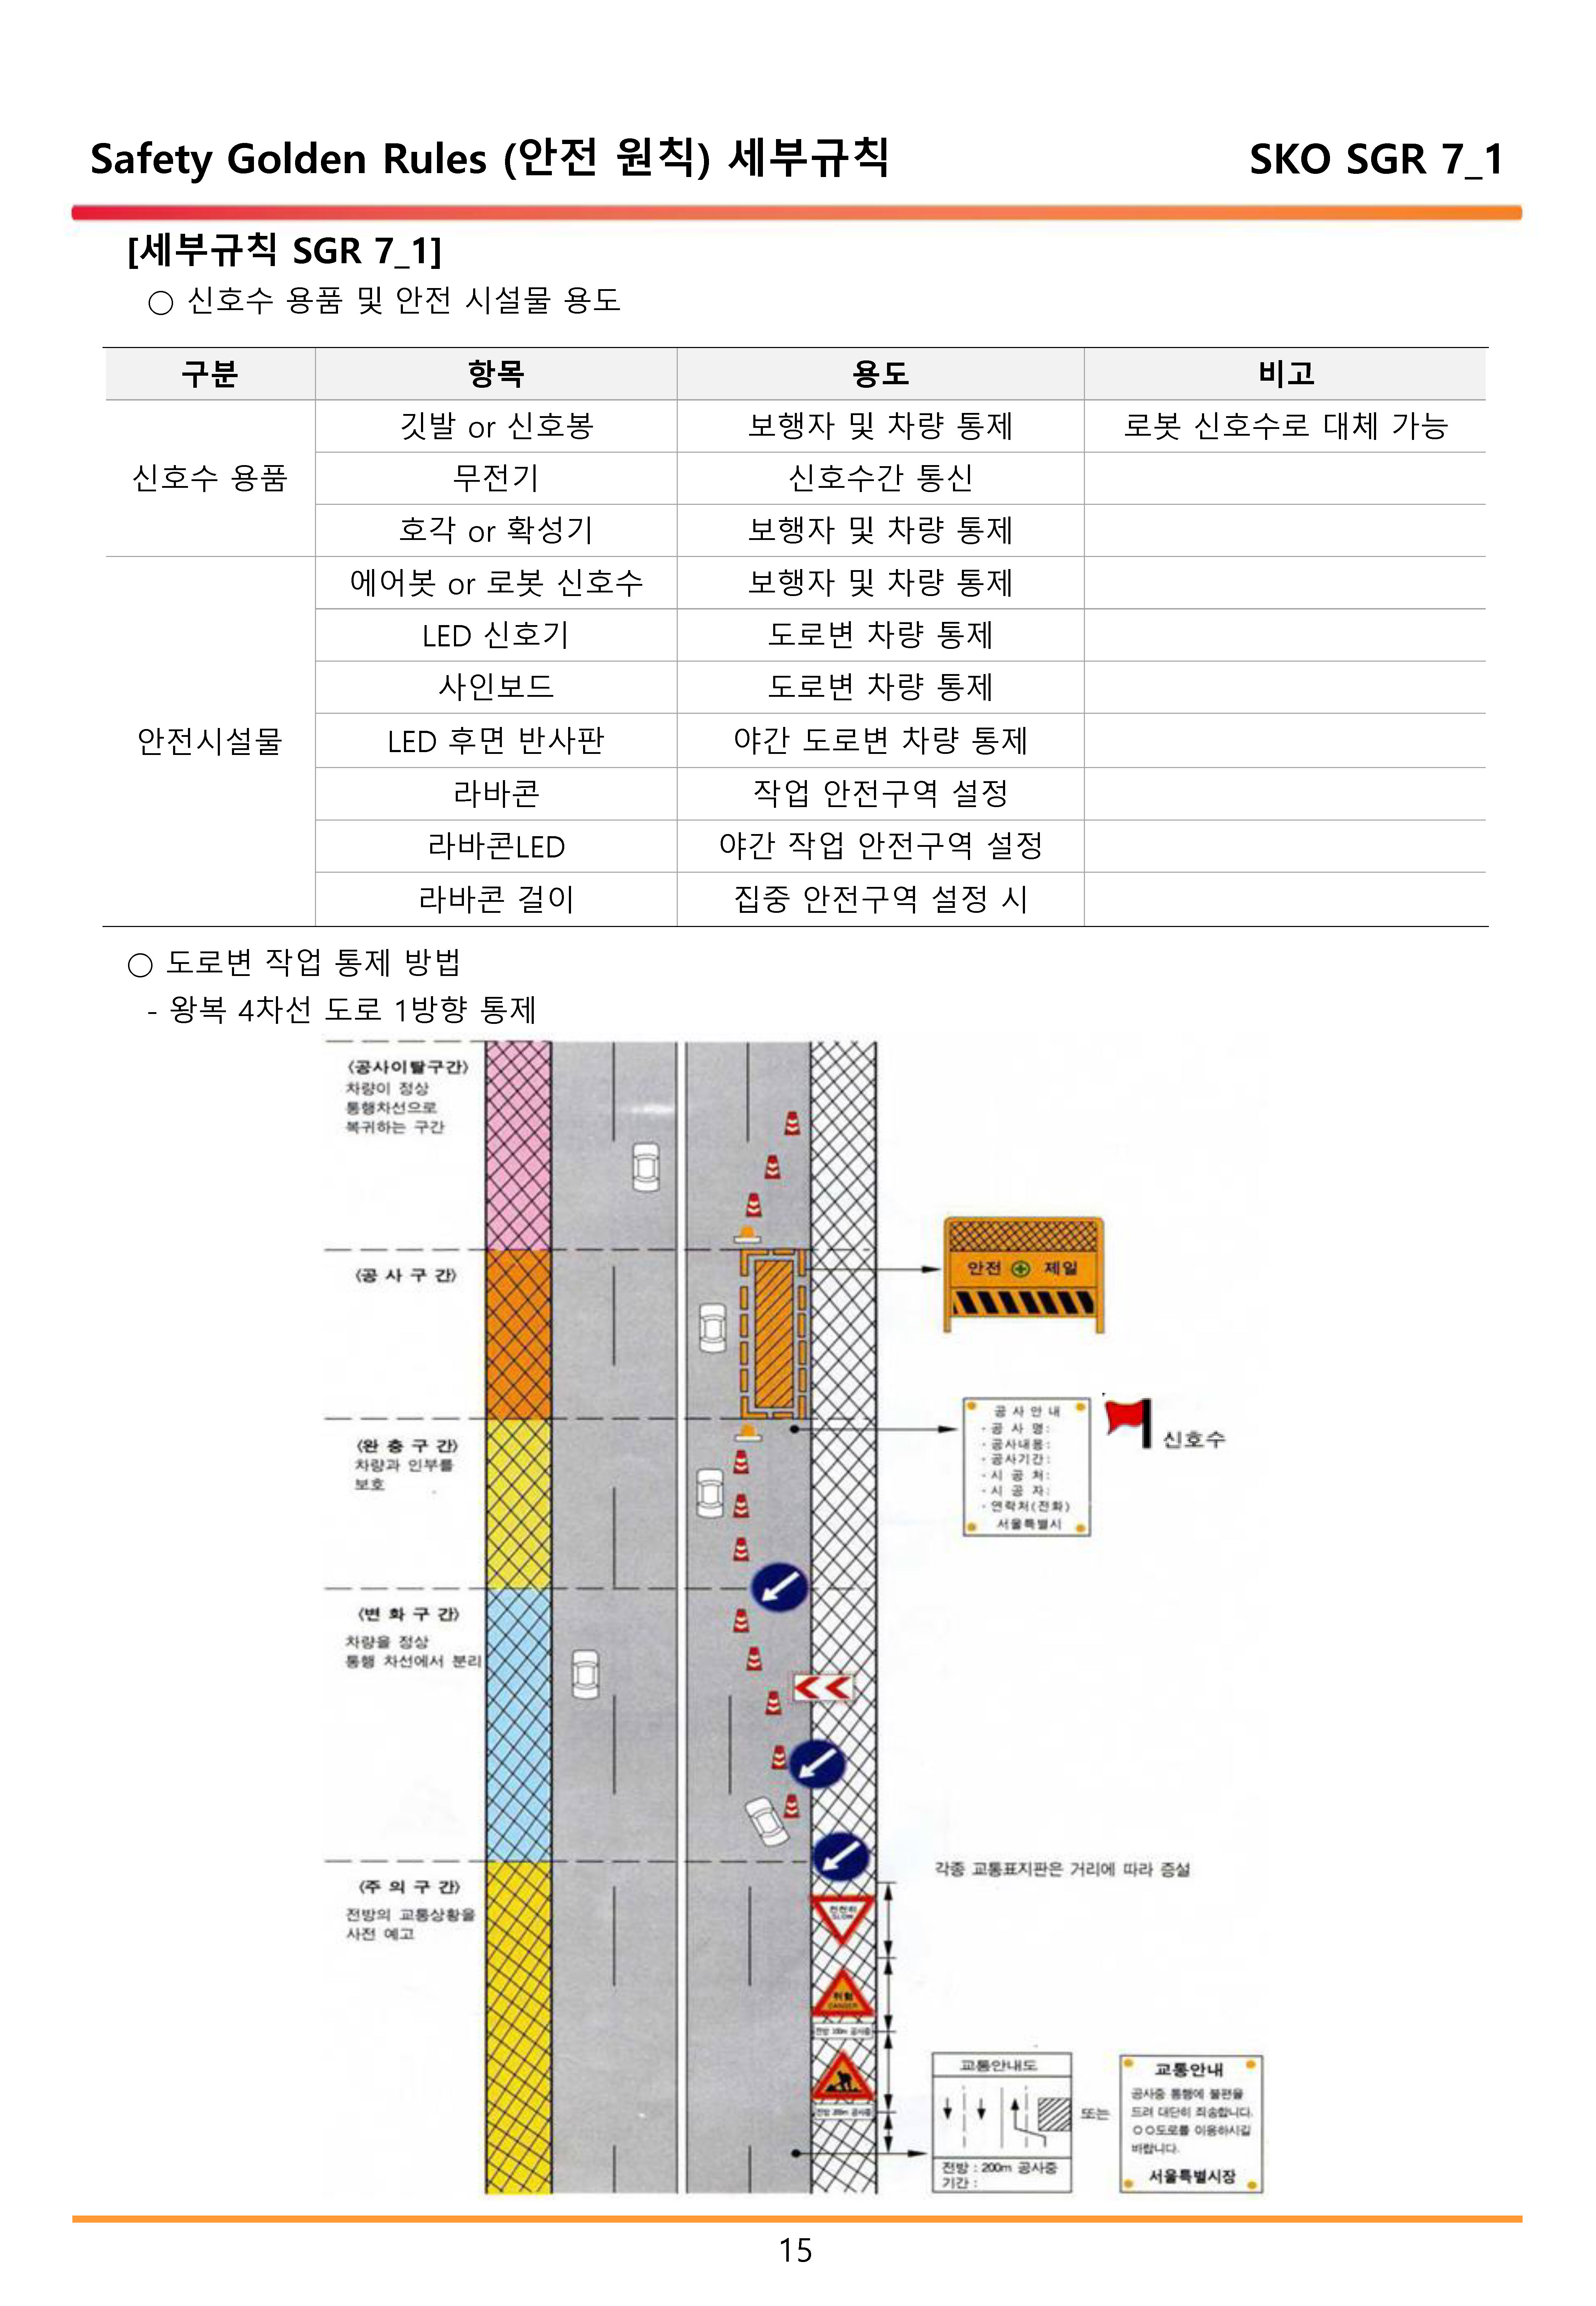 Safety Golden Rules (안전 원칙) 세부규칙 SKO SGR 7_1
[세부규칙 SGR 7_1]
○ 신호수 용품 및 안전 시설물 용도
구분 항목 용도 비고
신호수 용품
깃발 or 신호봉 보행자 및 차량 통제 로봇 신호수로 대체 가능
무전기 신호수간 통신
호각 or 확성기 보행자 및 차량 통제
안전시설물
에어봇 or 로봇 신호수 보행자 및 차량 통제
LED 신호기 도로변 차량 통제
사인보드 도로변 차량 통제
LED 후면 반사판 야간 도로변 차량 통제
라바콘 작업 안전구역 설정
라바콘LED 야간 작업 안전구역 설정
라바콘 걸이 집중 안전구역 설정 시
○ 도로변 작업 통제 방법
- 왕복 4차선 도로 1방향 통제
〈공사이탈구간〉
차량이 정상
통행차선으로
복귀하는 구간
〈공 사 구 간〉
안전 제일
〈완 충 구 간〉
차량과 인부를
보호
공 사 안 내
· 공 사 명:
· 공사내용:
· 공사기간:
· 시 공 처:
· 시 공 자:
· 연락처(전화)
서울특별시
신호수
〈변 화 구 간〉
차량을 정상
통행 차선에서 분리
각종 교통표지판은 거리에 따라 증설
〈주 의 구 간〉
전방의 교통상황을
사전 예고
천천히
SLOW
위험
DANGER
전방 100m 공사중
전방 200m 공사중
교통안내도
전방 : 200m 공사중
기간 :
또는
교통안내
공사중 통행에 불편을
드려 대단히 죄송합니다.
○○도로를 이용하시길
바랍니다.
서울특별시장
15